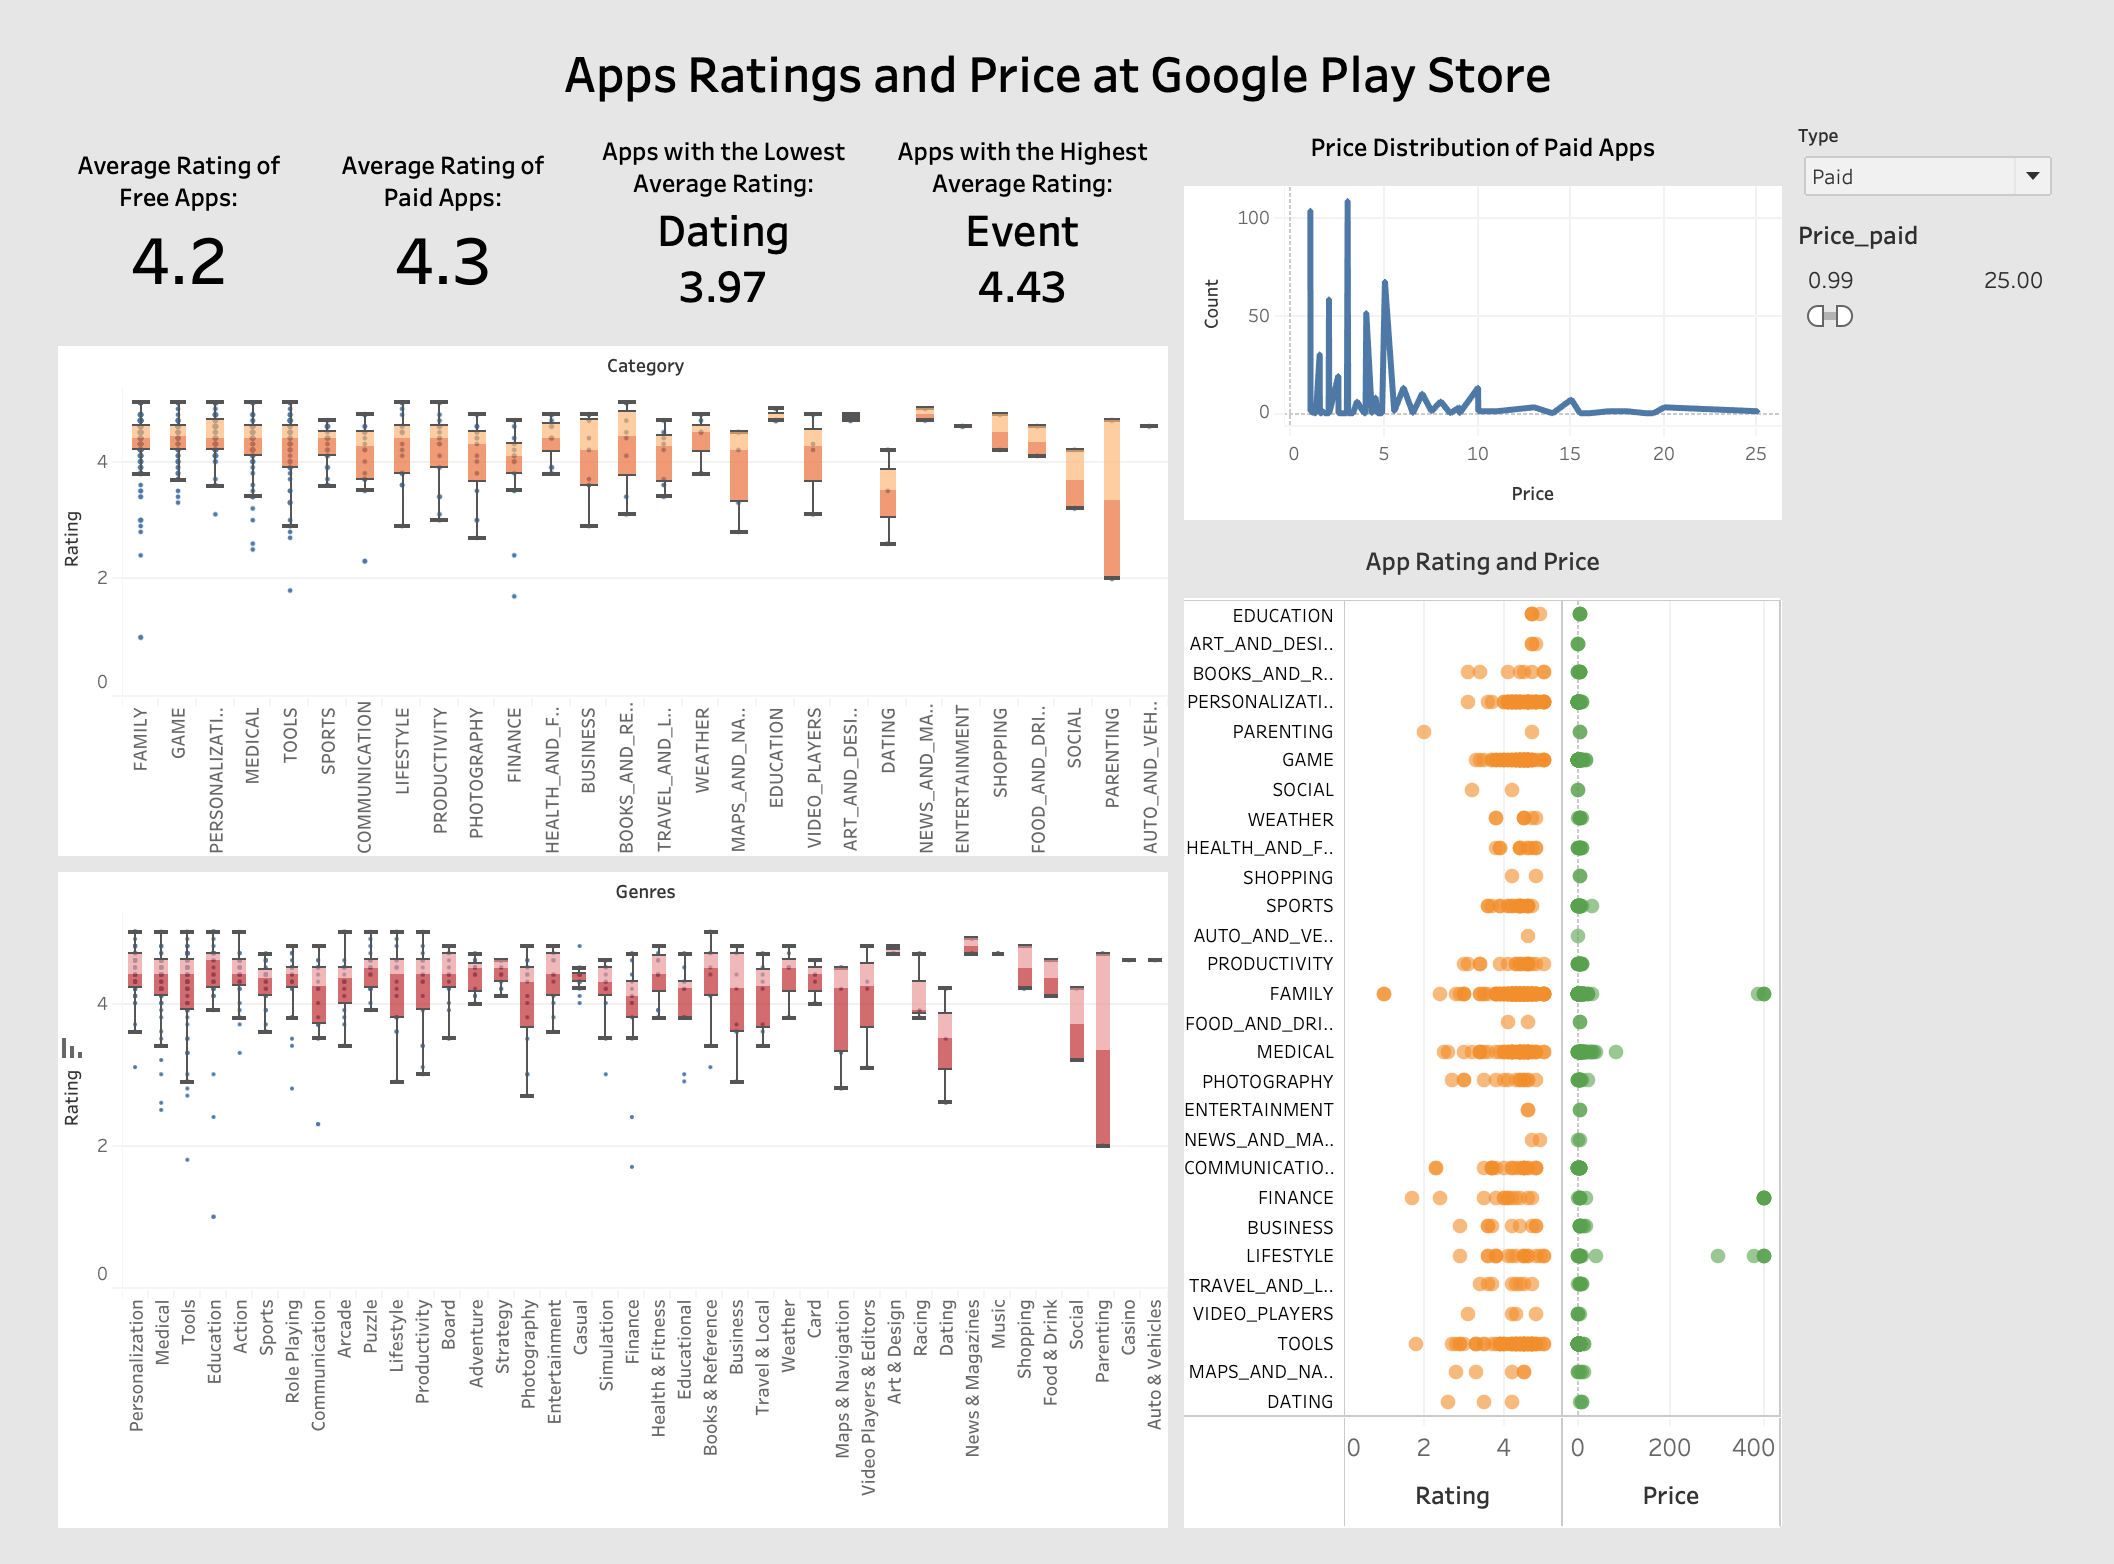 Apps Ratings and Price at Google Play Store
Average Rating of
Free Apps:
4.2
Average Rating of
Paid Apps:
4.3
Apps with the Lowest
Average Rating:
Dating
3.97
Apps with the Highest
Average Rating:
Event
4.43
Price Distribution of Paid Apps
100
50
0
Count
0 5 10 15 20 25
Price
Type
Paid
Price_paid
0.99 25.00
Category
Rating
4
2
0
FAMILY
GAME
PERSONALIZATI..
MEDICAL
TOOLS
SPORTS
COMMUNICATION
LIFESTYLE
PRODUCTIVITY
PHOTOGRAPHY
FINANCE
HEALTH_AND_F..
BUSINESS
BOOKS_AND_RE..
TRAVEL_AND_L..
WEATHER
MAPS_AND_NA..
EDUCATION
VIDEO_PLAYERS
ART_AND_DESI..
DATING
NEWS_AND_MA..
ENTERTAINMENT
SHOPPING
FOOD_AND_DRI..
SOCIAL
PARENTING
AUTO_AND_VEH..
Genres
Rating
4
2
0
Personalization
Medical
Tools
Education
Action
Sports
Role Playing
Communication
Arcade
Puzzle
Lifestyle
Productivity
Board
Adventure
Strategy
Photography
Entertainment
Casual
Simulation
Finance
Health & Fitness
Educational
Books & Reference
Business
Travel & Local
Weather
Card
Maps & Navigation
Video Players & Editors
Art & Design
Racing
Dating
News & Magazines
Music
Shopping
Food & Drink
Social
Parenting
Casino
Auto & Vehicles
App Rating and Price
EDUCATION
ART_AND_DESI..
BOOKS_AND_R..
PERSONALIZATI..
PARENTING
GAME
SOCIAL
WEATHER
HEALTH_AND_F..
SHOPPING
SPORTS
AUTO_AND_VE..
PRODUCTIVITY
FAMILY
FOOD_AND_DRI..
MEDICAL
PHOTOGRAPHY
ENTERTAINMENT
NEWS_AND_MA..
COMMUNICATIO..
FINANCE
BUSINESS
LIFESTYLE
TRAVEL_AND_L..
VIDEO_PLAYERS
TOOLS
MAPS_AND_NA..
DATING
0 2 4 0 200 400
Rating Price